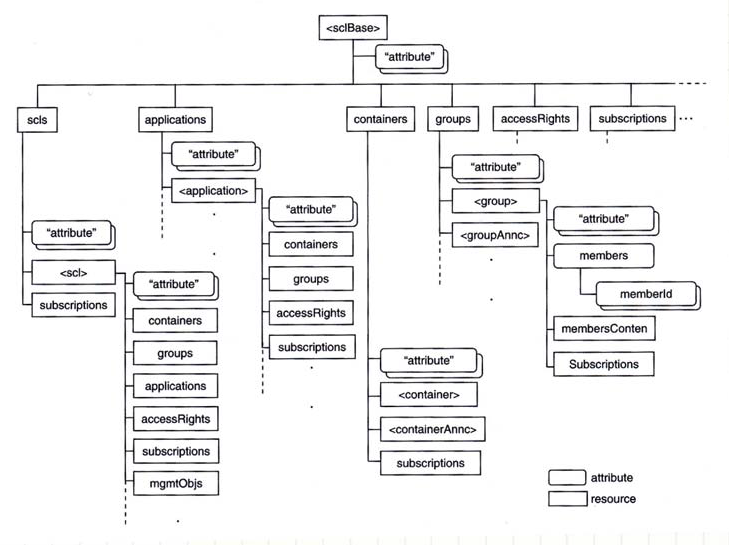 <sclBase>
“attribute”
scls
applications
containers
groups
accessRights
subscriptions
“attribute”
<scl>
subscriptions
“attribute”
containers
groups
applications
accessRights
subscriptions
mgmtObjs
“attribute”
<application>
“attribute”
containers
groups
accessRights
subscriptions
“attribute”
<container>
<containerAnnc>
subscriptions
“attribute”
<group>
<groupAnnc>
“attribute”
members
memberId
membersConten
Subscriptions
attribute
resource